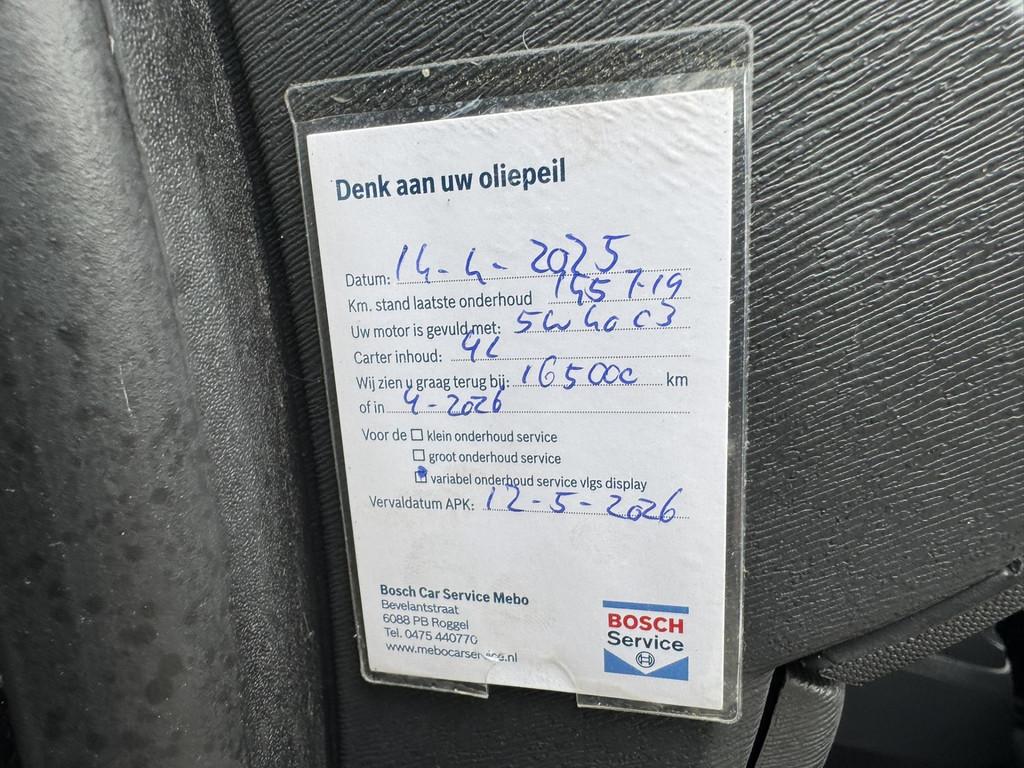 Denk aan uw oliepeil
Datum: 14-4-2025
Km. stand laatste onderhoud 145719
Uw motor is gevuld met: 5w40 C3
Carter inhoud: 4L
Wij zien u graag terug bij: 165000 km
of in 4-2026
Voor de ☐ klein onderhoud service
☐ groot onderhoud service
☑ variabel onderhoud service vlgs display
Vervaldatum APK: 12-5-2026
Bosch Car Service Mebo
Bevelantstraat
6088 PB Roggel
Tel. 0475 440770
www.mebocarservice.nl
BOSCH
Service